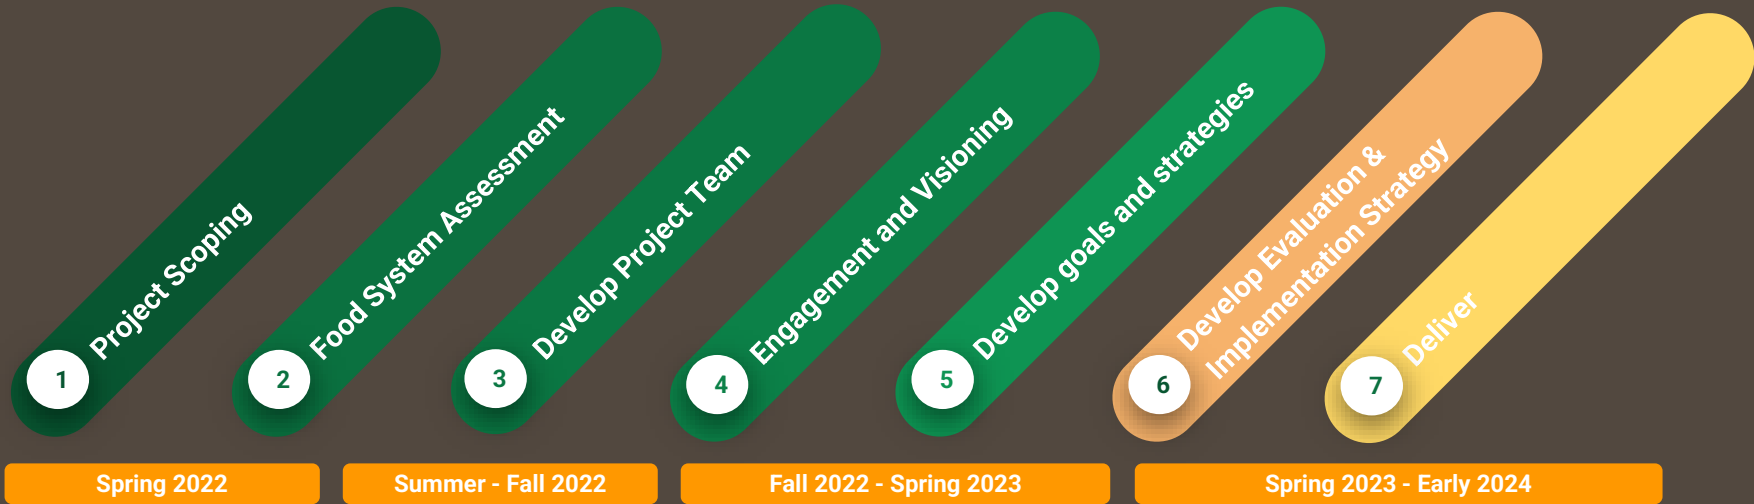 1
Project Scoping
2
Food System Assessment
3
Develop Project Team
4
Engagement and Visioning
5
Develop goals and strategies
6
Develop Evaluation &
Implementation Strategy
7
Deliver
Spring 2022
Summer - Fall 2022
Fall 2022 - Spring 2023
Spring 2023 - Early 2024